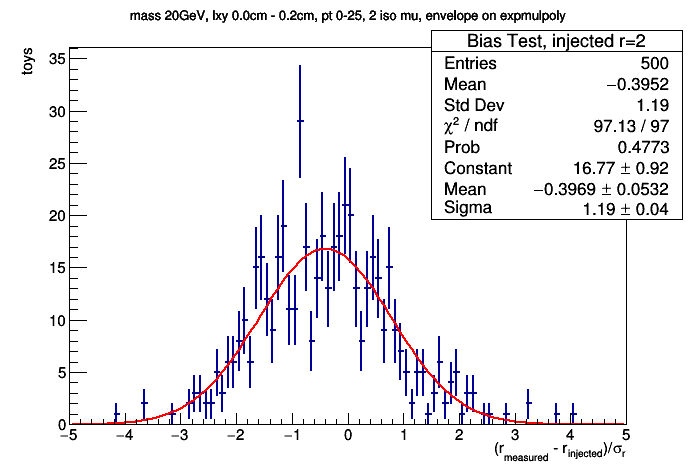 mass 20GeV, lxy 0.0cm - 0.2cm, pt 0-25, 2 iso mu, envelope on expmulpoly
Bias Test, injected r=2
Entries 500
Mean −0.3952
Std Dev 1.19
χ² / ndf 97.13 / 97
Prob 0.4773
Constant 16.77 ± 0.92
Mean −0.3969 ± 0.0532
Sigma 1.19 ± 0.04
toys
35
30
25
20
15
10
5
0
−5 −4 −3 −2 −1 0 1 2 3 4 5
(r_measured - r_injected)/σ_r